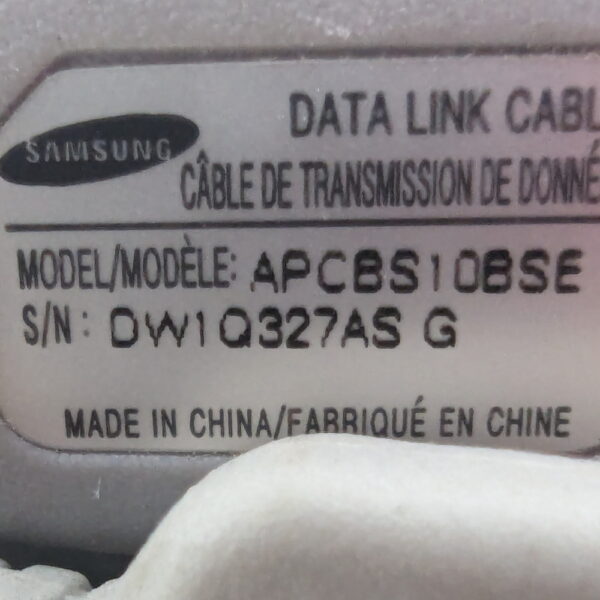 SAMSUNG
DATA LINK CABL
CÂBLE DE TRANSMISSION DE DONNÉ
MODEL/MODÈLE: APCBS10BSE
S/N: DW1Q327AS G
MADE IN CHINA/FABRIQUÉ EN CHINE